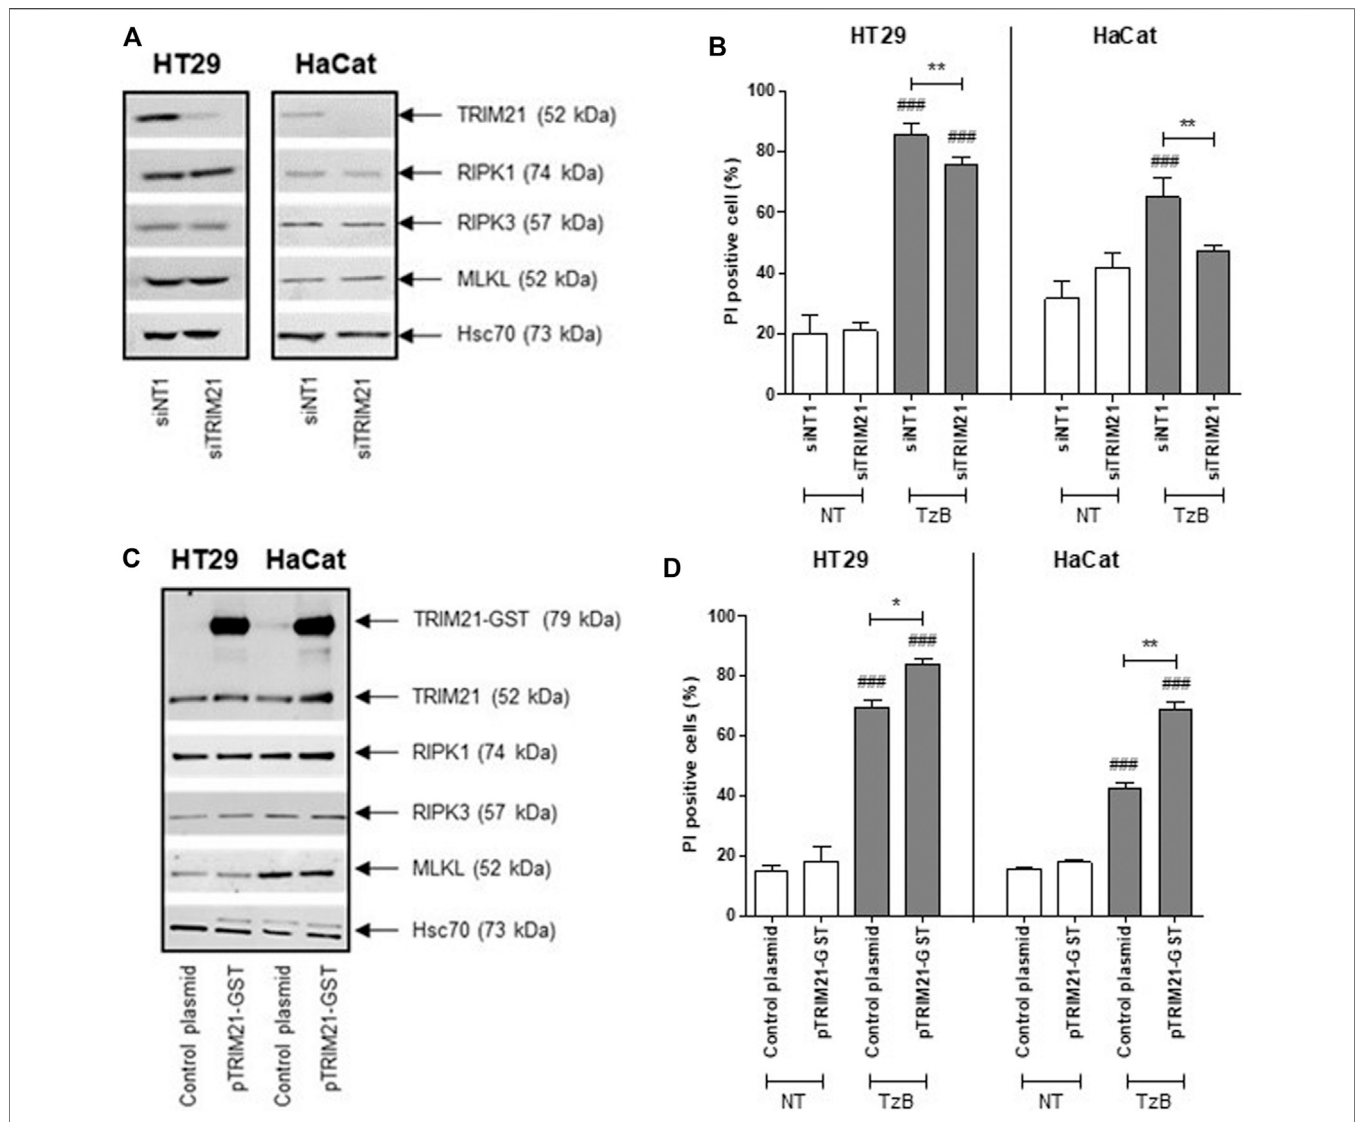 A
HT29 HaCat
TRIM21 (52 kDa)
RIPK1 (74 kDa)
RIPK3 (57 kDa)
MLKL (52 kDa)
Hsc70 (73 kDa)
siNT1 siTRIM21 siNT1 siTRIM21
B
HT29 HaCat
PI positive cell (%)
100
80
60
40
20
0
### ** ###
### **
siNT1 siTRIM21 siNT1 siTRIM21 siNT1 siTRIM21 siNT1 siTRIM21
NT TzB NT TzB
C
HT29 HaCat
TRIM21-GST (79 kDa)
TRIM21 (52 kDa)
RIPK1 (74 kDa)
RIPK3 (57 kDa)
MLKL (52 kDa)
Hsc70 (73 kDa)
Control plasmid pTRIM21-GST Control plasmid pTRIM21-GST
D
HT29 HaCat
PI positive cells (%)
100
80
60
40
20
0
### * ###
### ** ###
Control plasmid pTRIM21-GST Control plasmid pTRIM21-GST Control plasmid pTRIM21-GST Control plasmid pTRIM21-GST
NT TzB NT TzB